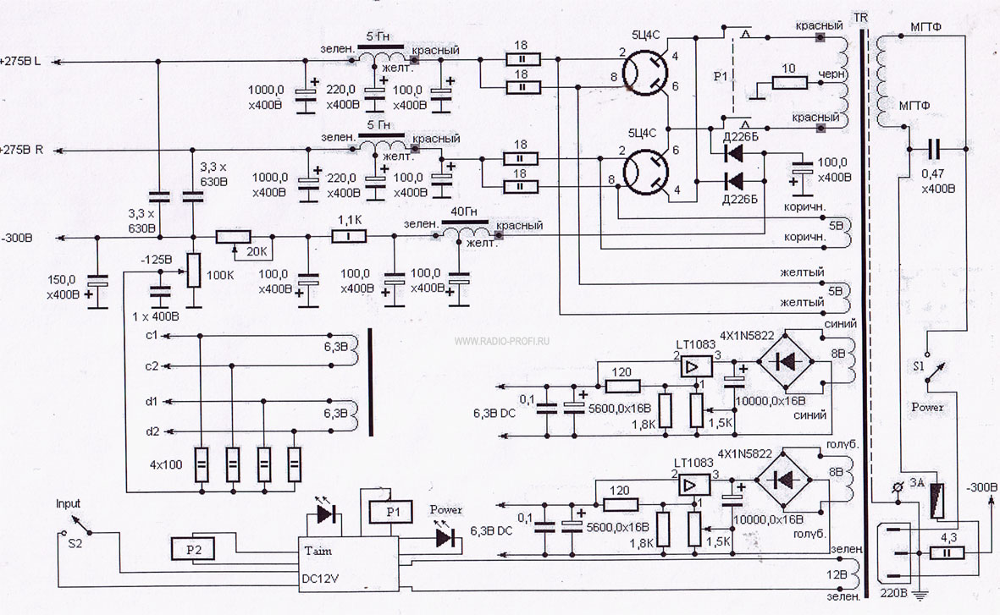 TR
МГТФ
5 Гн
5Ц4С
красный
+275В L
зелен.
красный
18
2
4
желт.
18
8
6
Р1
10
черн
1000,0
х400В
220,0
х400В
100,0
х400В
МГТФ
красный
5 Гн
5Ц4С
зелен.
красный
Д226Б
+275В R
желт.
18
2
6
3,3 х
630В
1000,0
х400В
220,0
х400В
100,0
х400В
18
8
4
Д226Б
100,0
х400В
0,47
х400В
3,3 х
630В
40Гн
коричн.
1,1К
зелен.
красный
5В
-300В
желт.
коричн.
20К
-125В
100К
150,0
х400В
100,0
х400В
100,0
х400В
100,0
х400В
желтый
5В
желтый
1 х 400В
синий
c1
6,3В
WWW.RADIO-PROFI.RU
4X1N5822
8В
c2
LT1083
2
3
120
1
S1
d1
6,3В
6,3В DC
0,1
5600,0х16В
1,8К
1,5К
10000,0х16В
синий
Power
d2
4х100
голуб.
4X1N5822
LT1083
2
3
8В
120
1
3А
-300В
Input
Р1
Power
0,1
5600,0х16В
10000,0х16В
6,3В DC
1,8К
1,5К
голуб.
4,3
S2
Р2
Taim
зелен
DC12V
12В
зелен.
220В